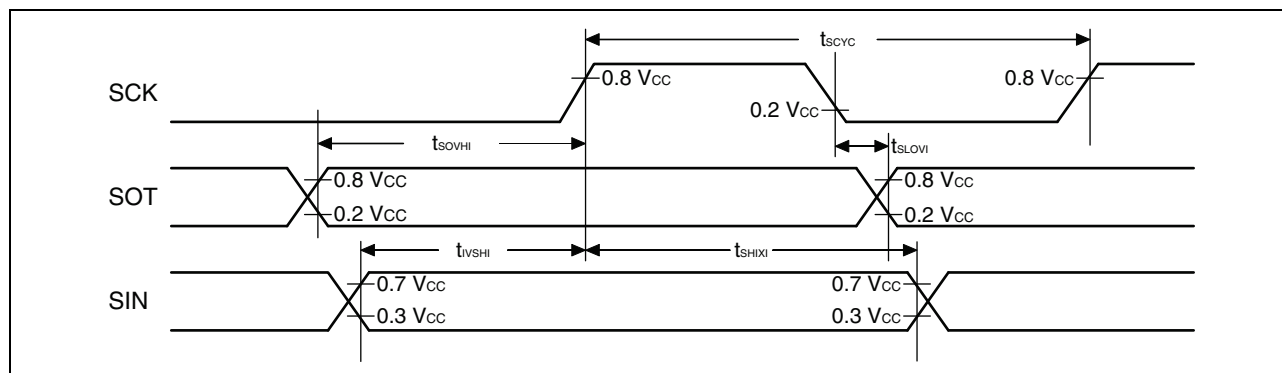 tSCYC
SCK
0.8 VCC
0.8 VCC
0.2 VCC
tSOVHI
tSLOVI
SOT
0.8 VCC
0.8 VCC
0.2 VCC
0.2 VCC
tIVSHI
tSHIXI
SIN
0.7 VCC
0.7 VCC
0.3 VCC
0.3 VCC